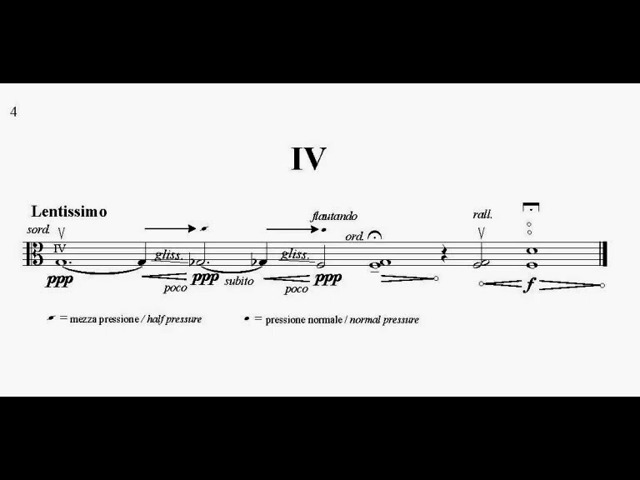 4
IV
Lentissimo
flautando
rall.
sord.
ord.
IV
gliss.
gliss.
ppp
poco
ppp
subito
poco
ppp
f
= mezza pressione / half pressure
= pressione normale / normal pressure